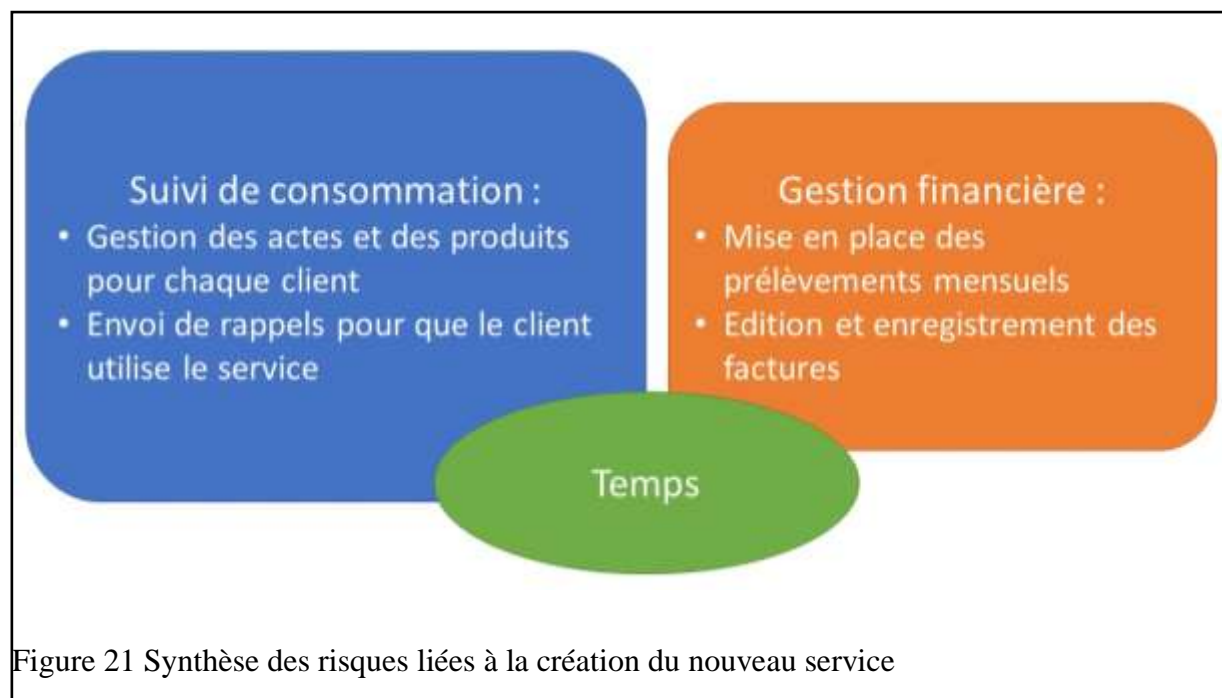 Suivi de consommation :
• Gestion des actes et des produits
pour chaque client
• Envoi de rappels pour que le client
utilise le service
Gestion financière :
• Mise en place des
prélèvements mensuels
• Edition et enregistrement des
factures
Temps
Figure 21 Synthèse des risques liées à la création du nouveau service